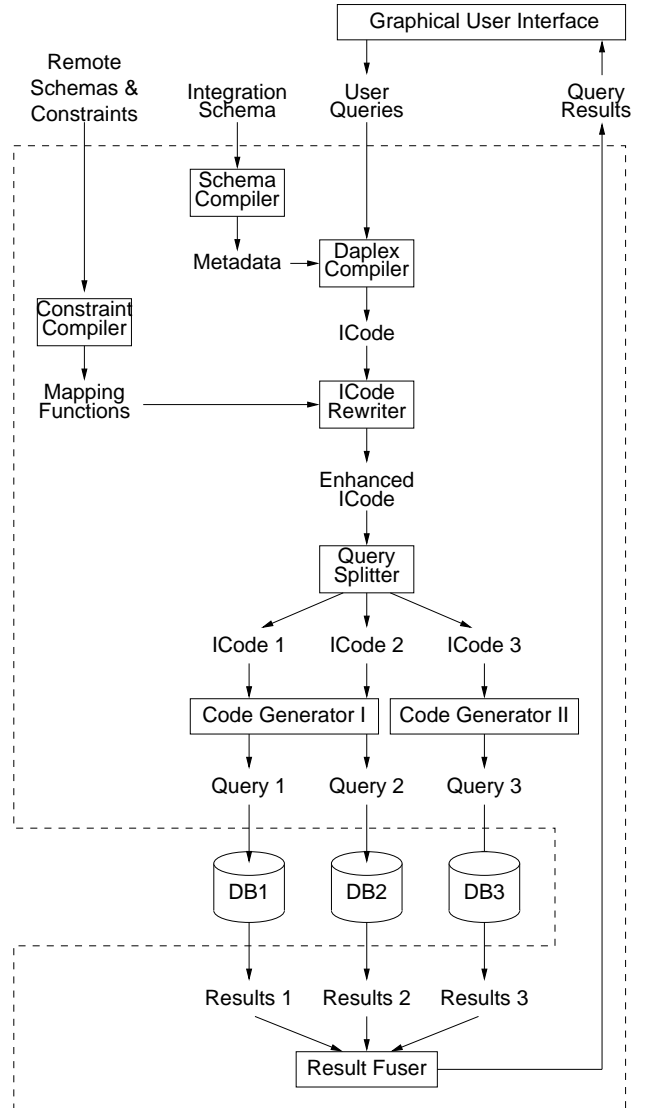 Graphical User Interface
Remote
Schemas &
Constraints
Integration
Schema
User
Queries
Query
Results
Schema
Compiler
Metadata
Daplex
Compiler
Constraint
Compiler
ICode
Mapping
Functions
ICode
Rewriter
Enhanced
ICode
Query
Splitter
ICode 1
ICode 2
ICode 3
Code Generator I
Code Generator II
Query 1
Query 2
Query 3
DB1
DB2
DB3
Results 1
Results 2
Results 3
Result Fuser